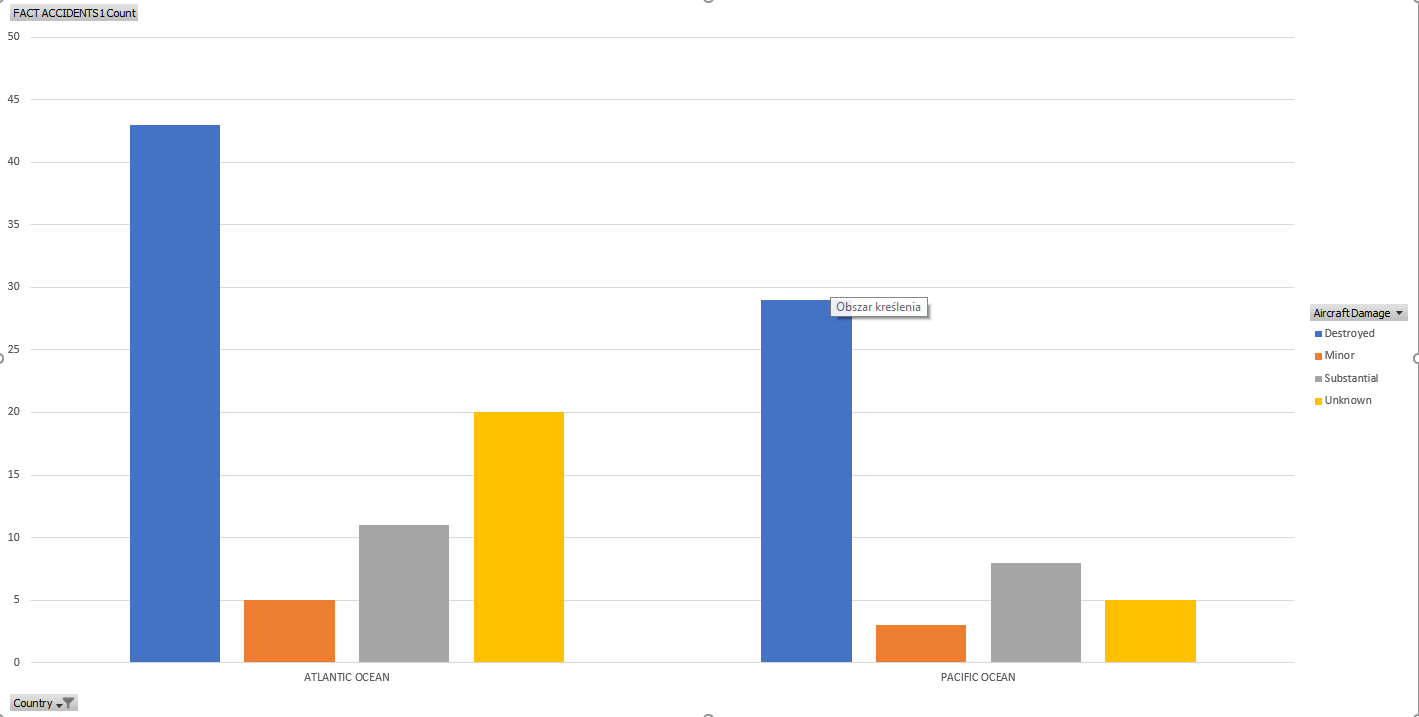 FACT ACCIDENTS1 Count
50
45
40
35
30
25
20
15
10
5
0
ATLANTIC OCEAN
PACIFIC OCEAN
Obszar kreślenia
Aircraft Damage
Destroyed
Minor
Substantial
Unknown
Country